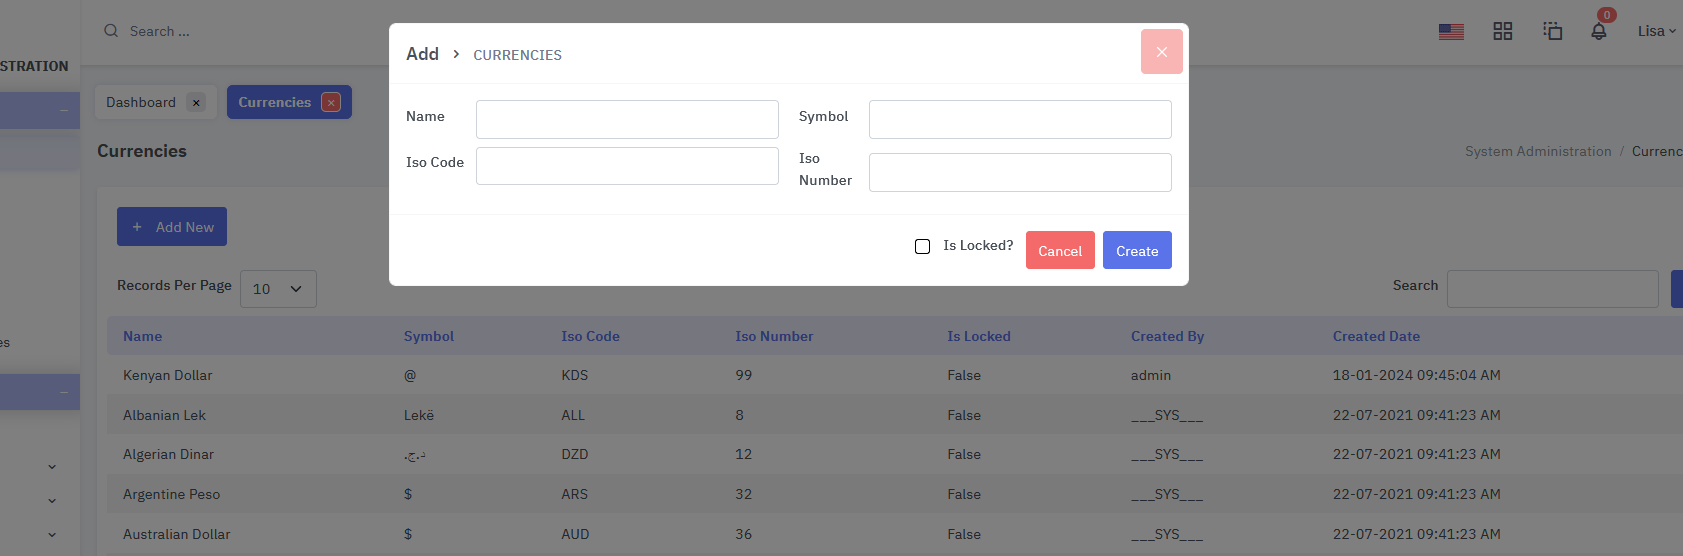 Search ...
0
Lisa
STRATION
Add > CURRENCIES
×
Name
Symbol
Iso Code
Iso Number
Is Locked?
Cancel
Create
Dashboard ×
Currencies ×
Currencies
System Administration / Currenc
+ Add New
Records Per Page 10
Search
es
Name Symbol Iso Code Iso Number Is Locked Created By Created Date
Kenyan Dollar @ KDS 99 False admin 18-01-2024 09:45:04 AM
Albanian Lek Lekë ALL 8 False ___SYS___ 22-07-2021 09:41:23 AM
Algerian Dinar د.ج. DZD 12 False ___SYS___ 22-07-2021 09:41:23 AM
Argentine Peso $ ARS 32 False ___SYS___ 22-07-2021 09:41:23 AM
Australian Dollar $ AUD 36 False ___SYS___ 22-07-2021 09:41:23 AM